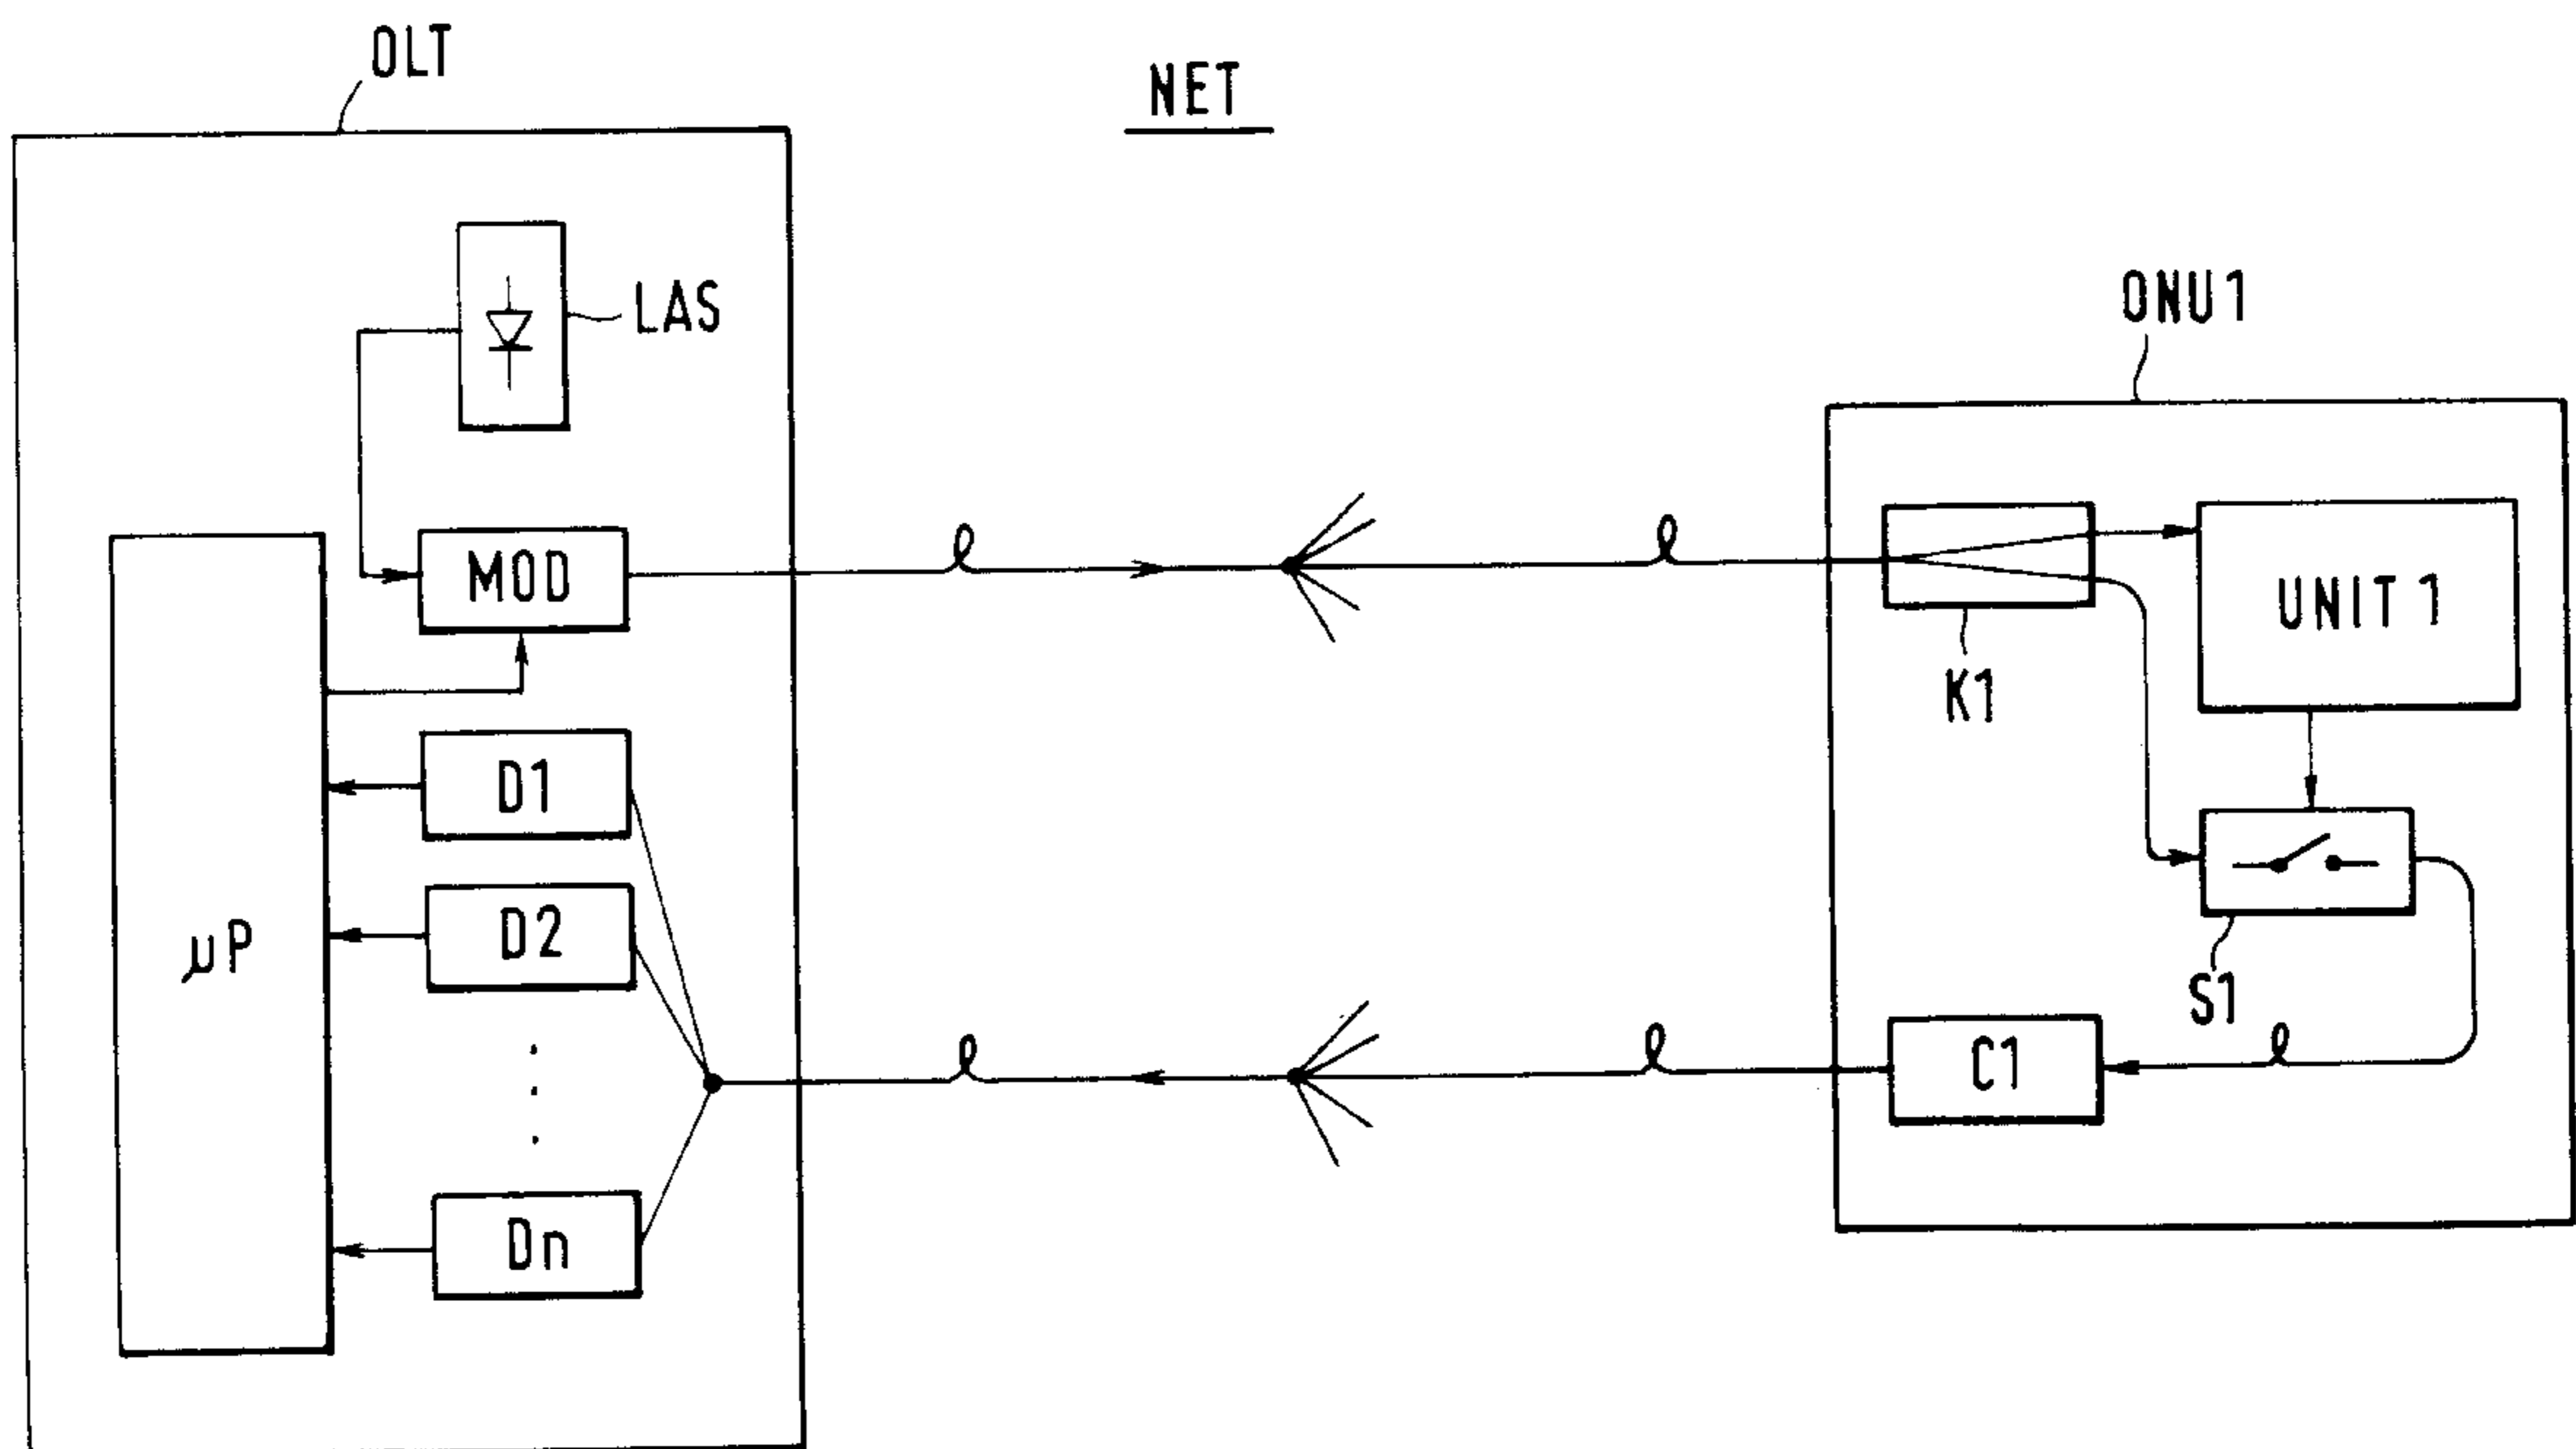 OLT
NET
LAS
ONU1
MOD
UNIT 1
K1
D1
D2
µP
S1
C1
Dn